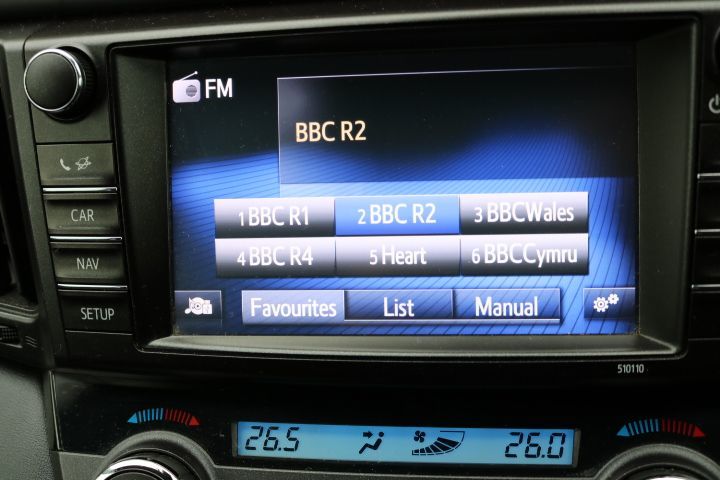 FM
BBC R2
1 BBC R1
2 BBC R2
3 BBCWales
4 BBC R4
5 Heart
6 BBCCymru
Favourites
List
Manual
CAR
NAV
SETUP
510110
26.5
26.0